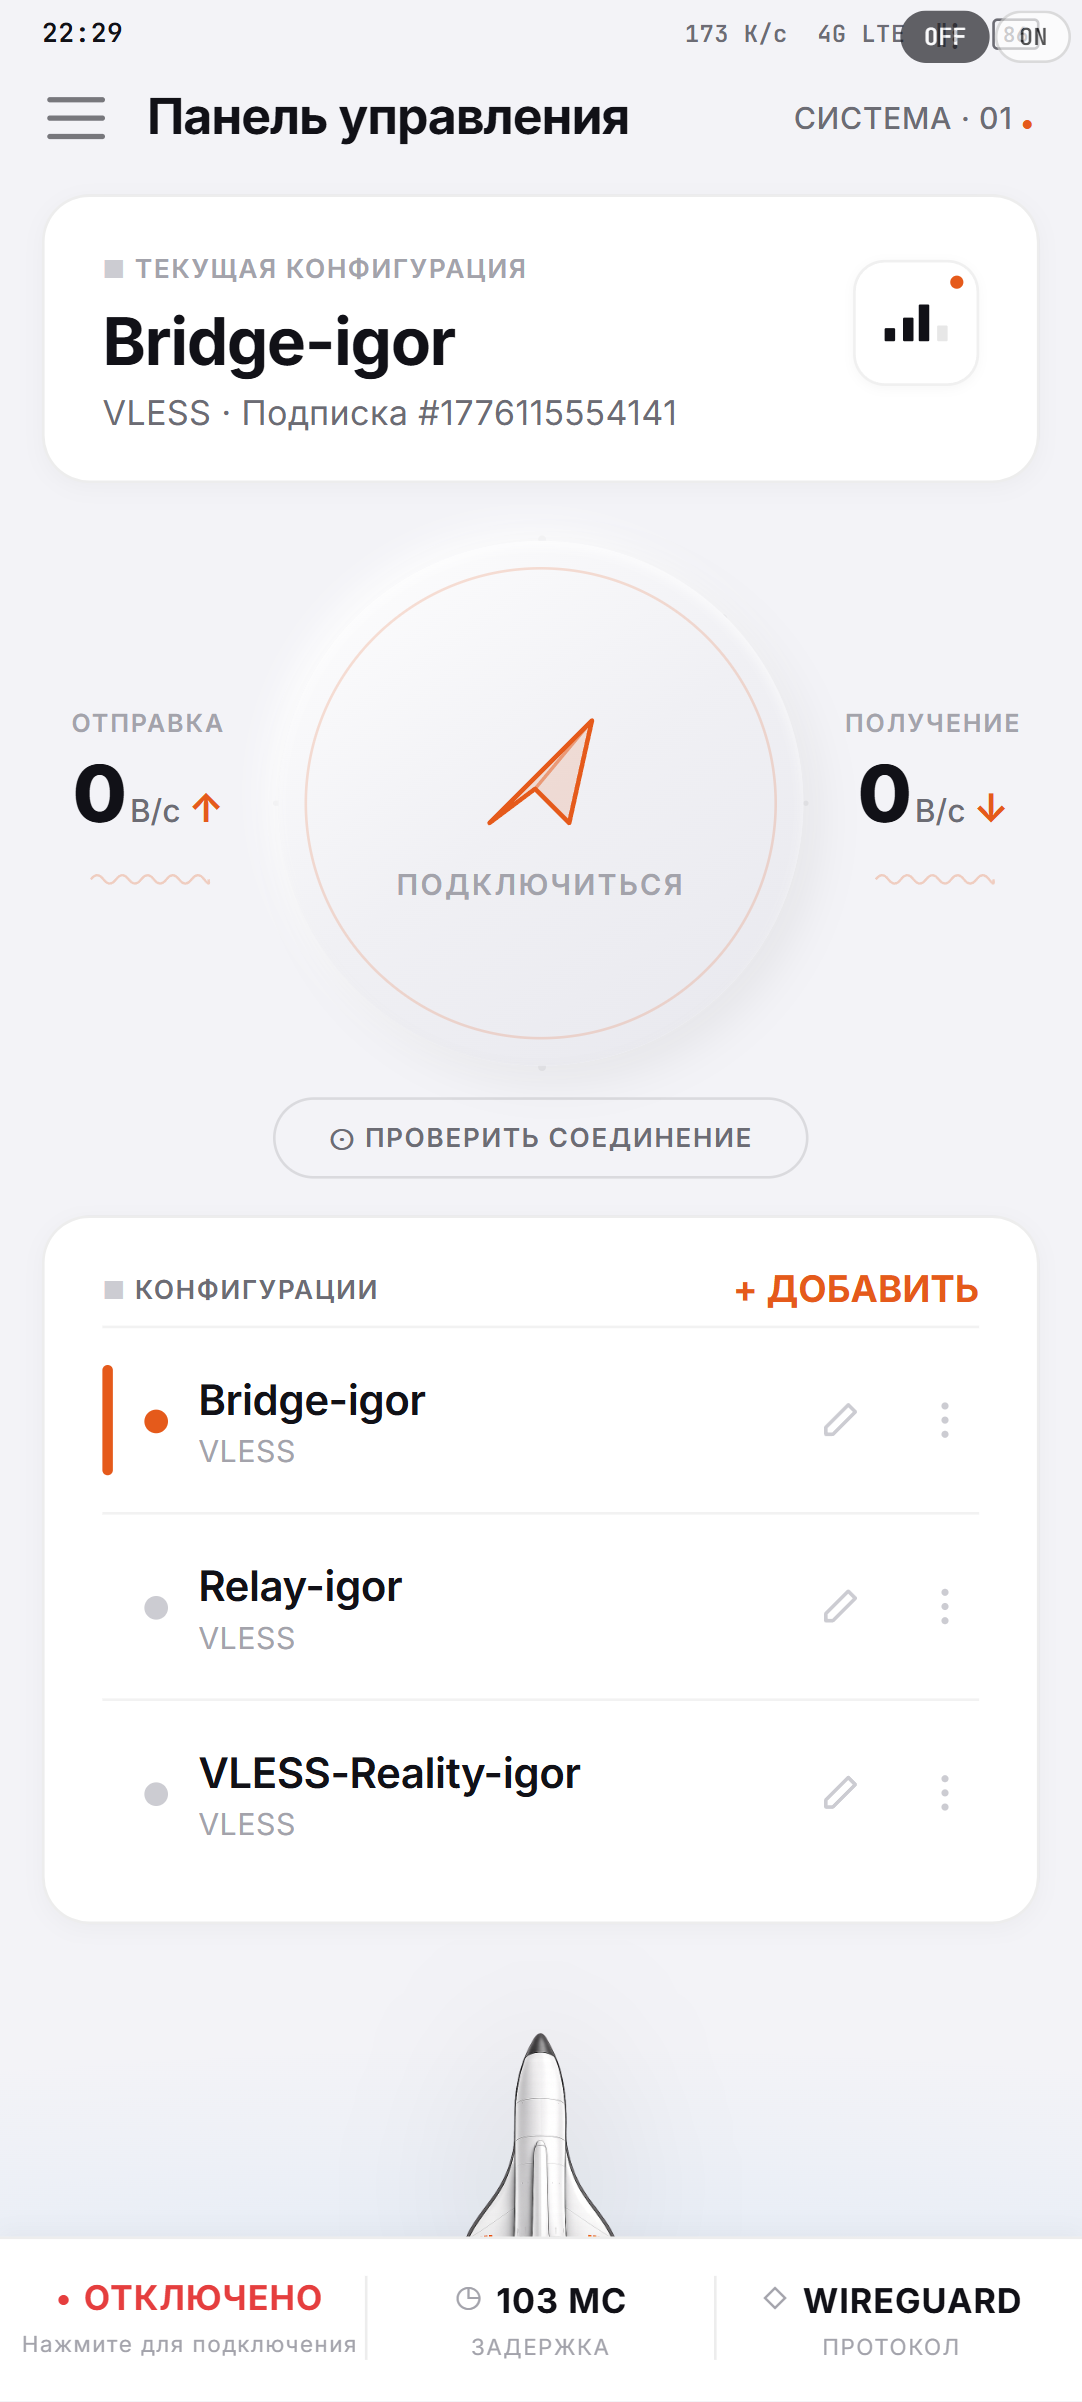 22:29
173 K/c 4G LTE OFF ON
Панель управления
СИСТЕМА · 01
ТЕКУЩАЯ КОНФИГУРАЦИЯ
Bridge-igor
VLESS · Подписка #1776115554141
ОТПРАВКА
0 В/с ↑
ПОЛУЧЕНИЕ
0 В/с ↓
ПОДКЛЮЧИТЬСЯ
ПРОВЕРИТЬ СОЕДИНЕНИЕ
КОНФИГУРАЦИИ
+ ДОБАВИТЬ
Bridge-igor
VLESS
Relay-igor
VLESS
VLESS-Reality-igor
VLESS
• ОТКЛЮЧЕНО
Нажмите для подключения
103 МС
ЗАДЕРЖКА
WIREGUARD
ПРОТОКОЛ